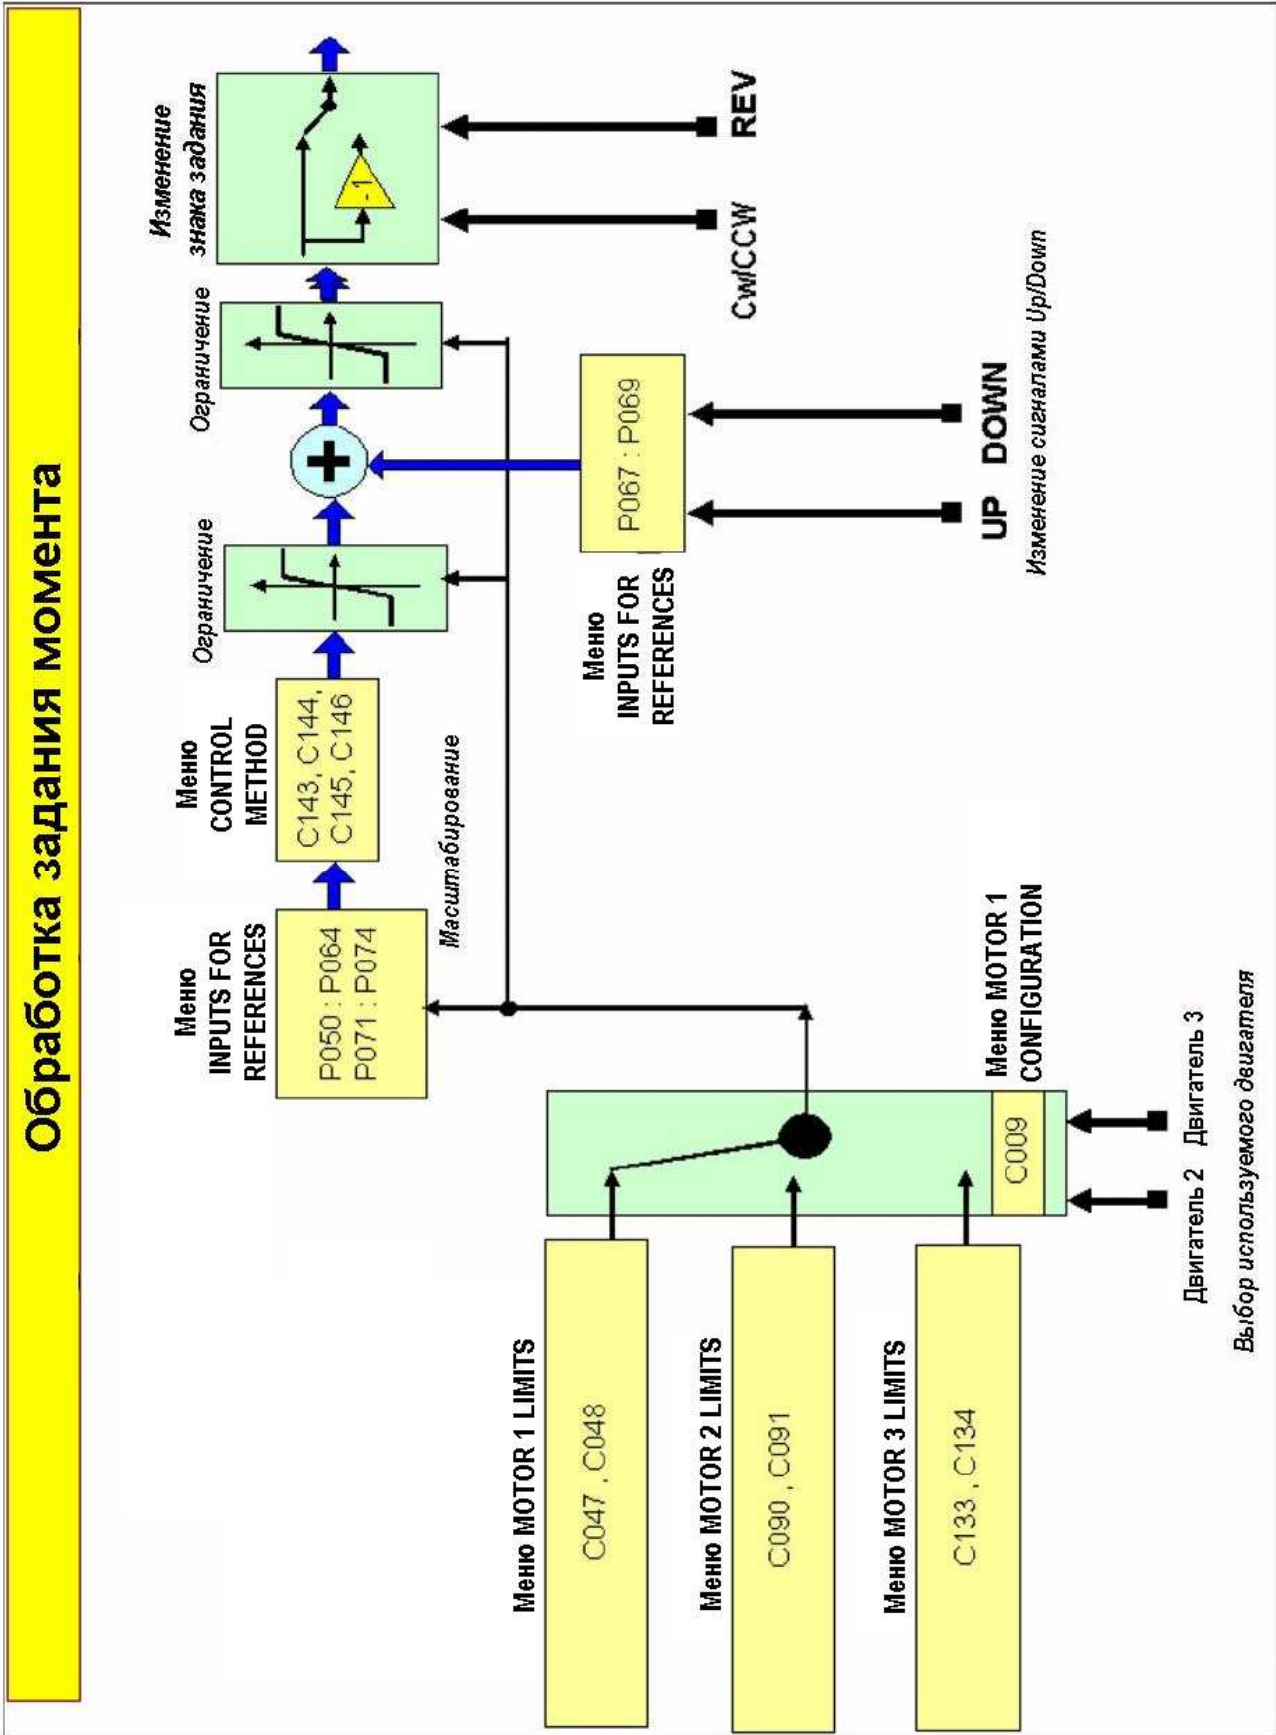 Обработка задания момента
Меню
INPUTS FOR
REFERENCES
P050 : P064
P071 : P074
Меню
CONTROL
METHOD
C143, C144,
C145, C146
Ограничение
Ограничение
Изменение
знака задания
-1
Масштабирование
Меню
INPUTS FOR
REFERENCES
P067 : P069
Cw/CCW
REV
UP
DOWN
Изменение сигналами Up/Down
Меню MOTOR 1 LIMITS
C047 , C048
Меню MOTOR 2 LIMITS
C090 , C091
Меню MOTOR 3 LIMITS
C133 , C134
C009
Меню MOTOR 1
CONFIGURATION
Двигатель 2
Двигатель 3
Выбор используемого двигателя